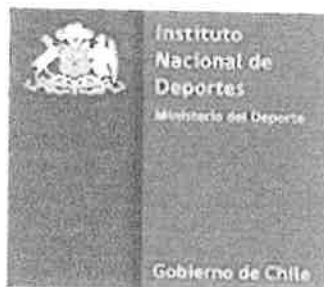 Instituto
Nacional de
Deportes
Ministerio del Deporte
Gobierno de Chile